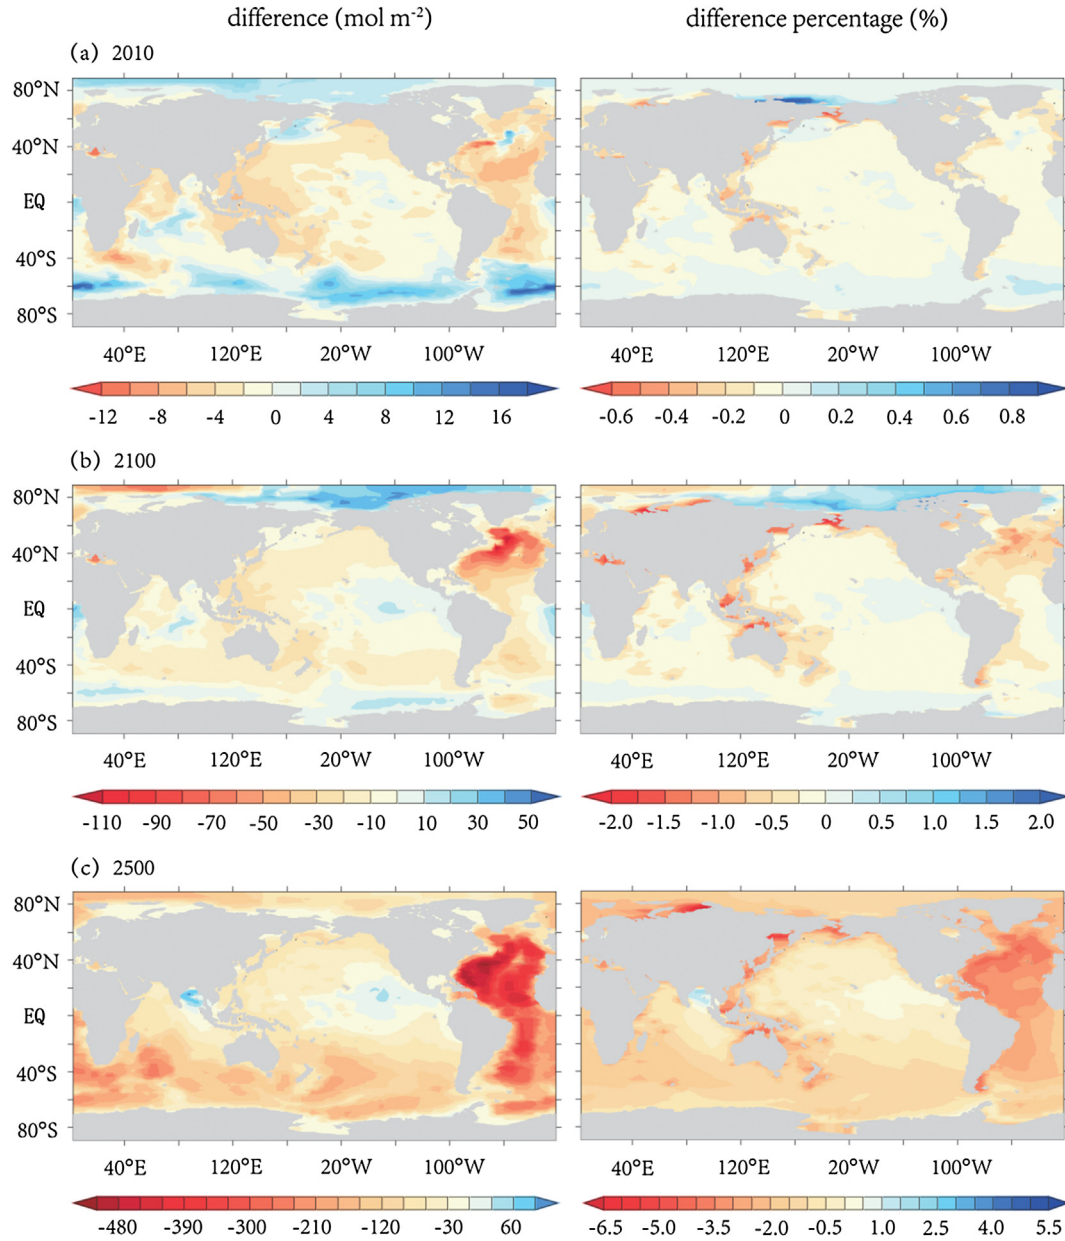 difference (mol m⁻²) difference percentage (%)
(a) 2010
80°N
40°N
EQ
40°S
80°S
40°E 120°E 20°W 100°W 40°E 120°E 20°W 100°W
-12 -8 -4 0 4 8 12 16 -0.6 -0.4 -0.2 0 0.2 0.4 0.6 0.8
(b) 2100
80°N
40°N
EQ
40°S
80°S
40°E 120°E 20°W 100°W 40°E 120°E 20°W 100°W
-110 -90 -70 -50 -30 -10 10 30 50 -2.0 -1.5 -1.0 -0.5 0 0.5 1.0 1.5 2.0
(c) 2500
80°N
40°N
EQ
40°S
80°S
40°E 120°E 20°W 100°W 40°E 120°E 20°W 100°W
-480 -390 -300 -210 -120 -30 60 -6.5 -5.0 -3.5 -2.0 -0.5 1.0 2.5 4.0 5.5